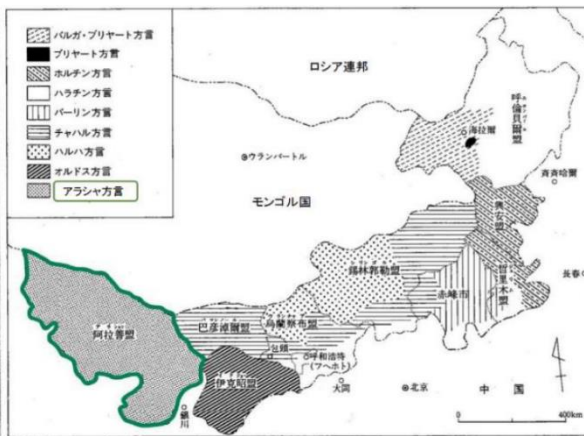 バルガ・ブリヤート方言
ブリヤート方言
ホルチン方言
ハラチン方言
バーリン方言
チャハル方言
ハルハ方言
オルドス方言
アラシャ方言
ロシア連邦
呼倫貝爾盟
海拉爾
ウランバートル
斉斉哈爾
モンゴル国
興安盟
錫林郭勒盟
哲里木盟
長春
赤峰市
阿拉善盟
巴彦淖爾盟
烏蘭察布盟
包頭
呼和浩特
(フヘホト)
伊克昭盟
大同
北京
中国
銀川
0
400km